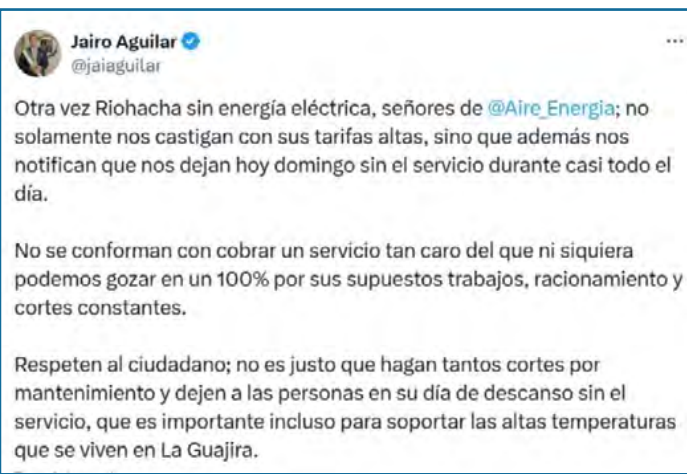 Jairo Aguilar
@jaiaguilar
Otra vez Riohacha sin energía eléctrica, señores de @Aire_Energia; no
solamente nos castigan con sus tarifas altas, sino que además nos
notifican que nos dejan hoy domingo sin el servicio durante casi todo el
día.
No se conforman con cobrar un servicio tan caro del que ni siquiera
podemos gozar en un 100% por sus supuestos trabajos, racionamiento y
cortes constantes.
Respeten al ciudadano; no es justo que hagan tantos cortes por
mantenimiento y dejen a las personas en su día de descanso sin el
servicio, que es importante incluso para soportar las altas temperaturas
que se viven en La Guajira.